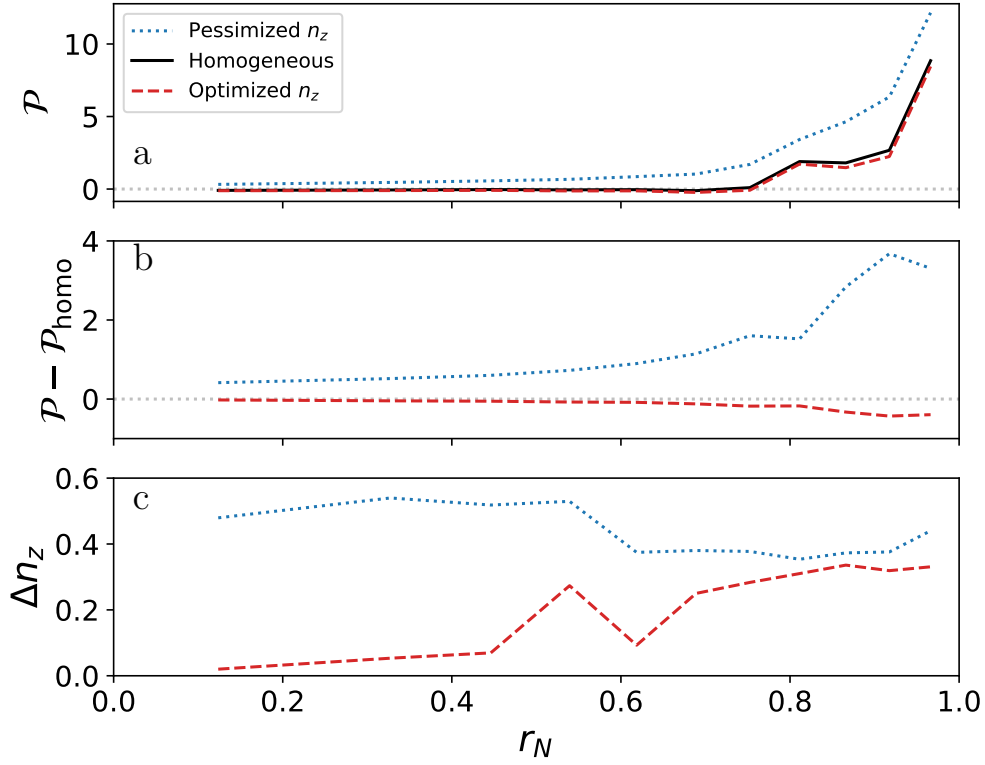 Pessimized n_z
Homogeneous
Optimized n_z
10
5
0
𝒫
a
4
2
0
𝒫 − 𝒫_homo
b
0.6
0.4
0.2
0.0
Δn_z
c
0.0 0.2 0.4 0.6 0.8 1.0
r_N